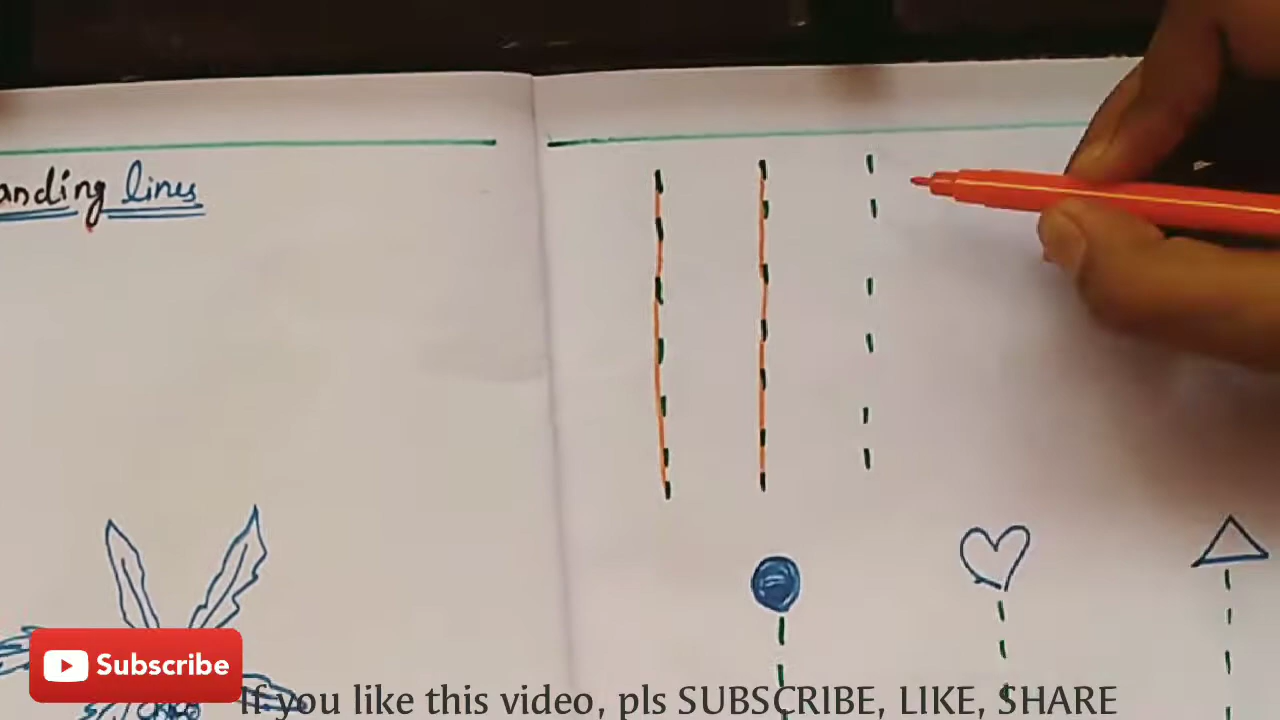 anding lines
Subscribe
If you like this video, pls SUBSCRIBE, LIKE, SHARE